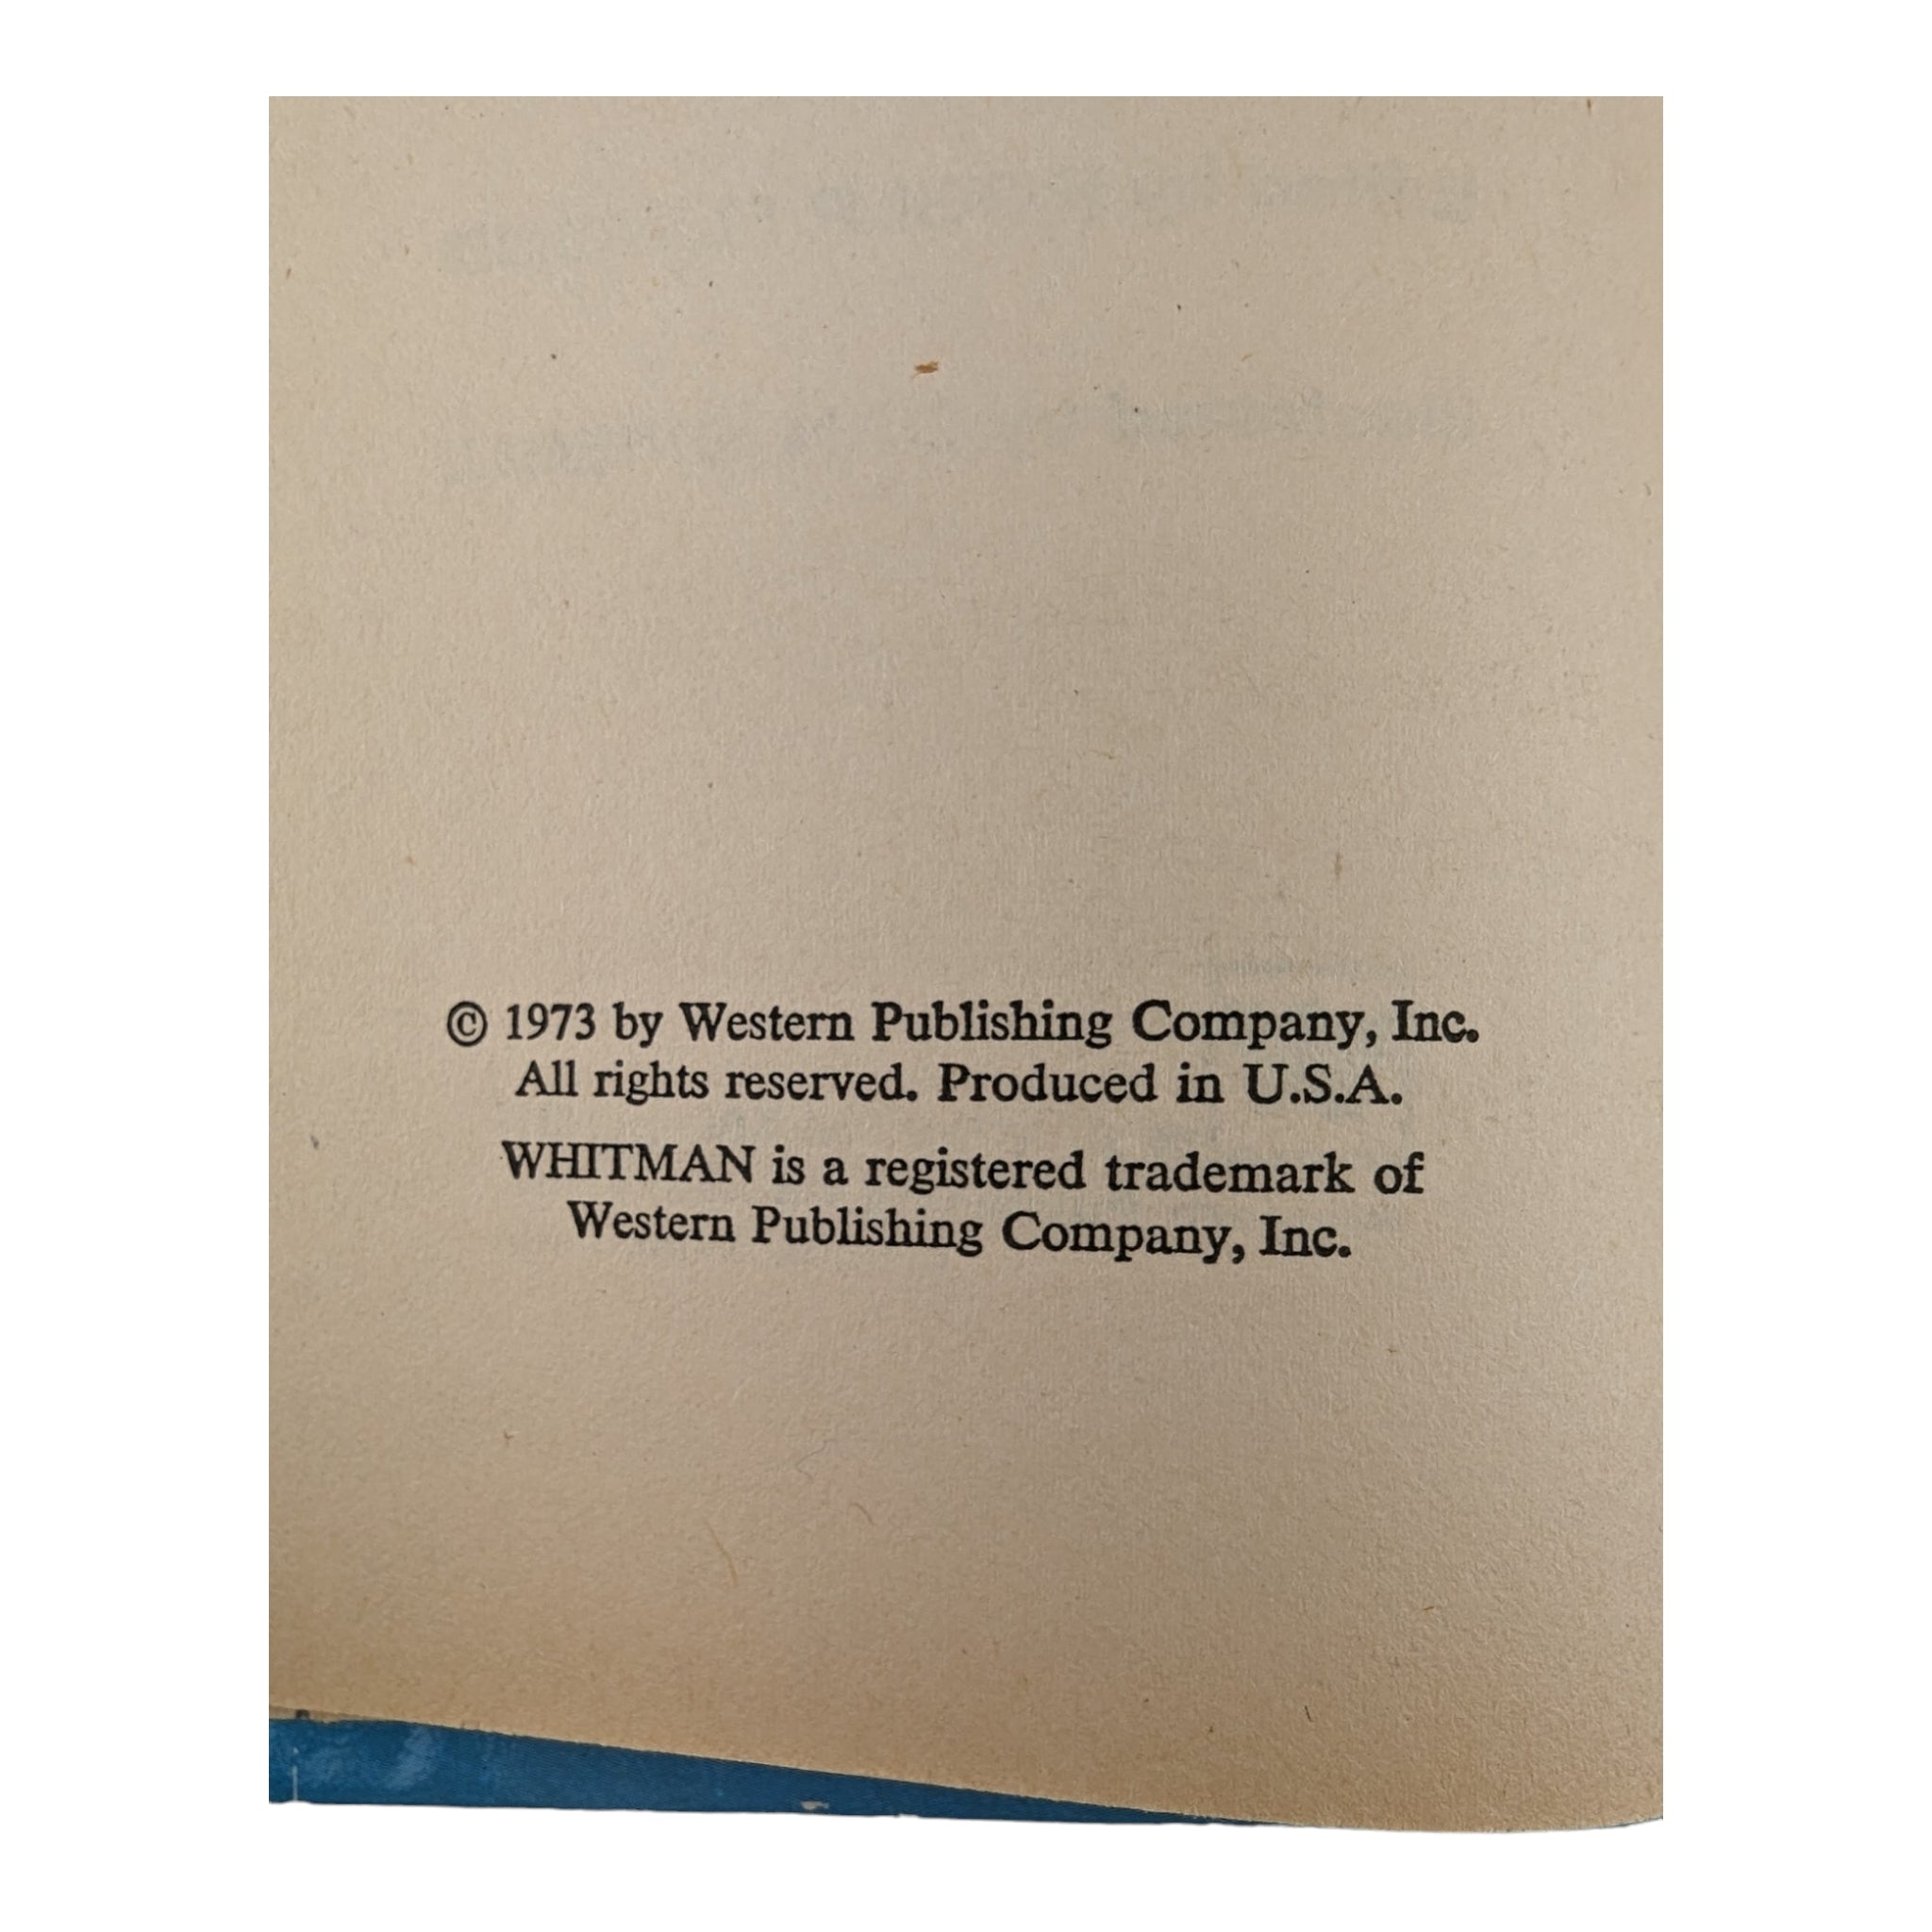 © 1973 by Western Publishing Company, Inc.
All rights reserved. Produced in U.S.A.
WHITMAN is a registered trademark of
Western Publishing Company, Inc.